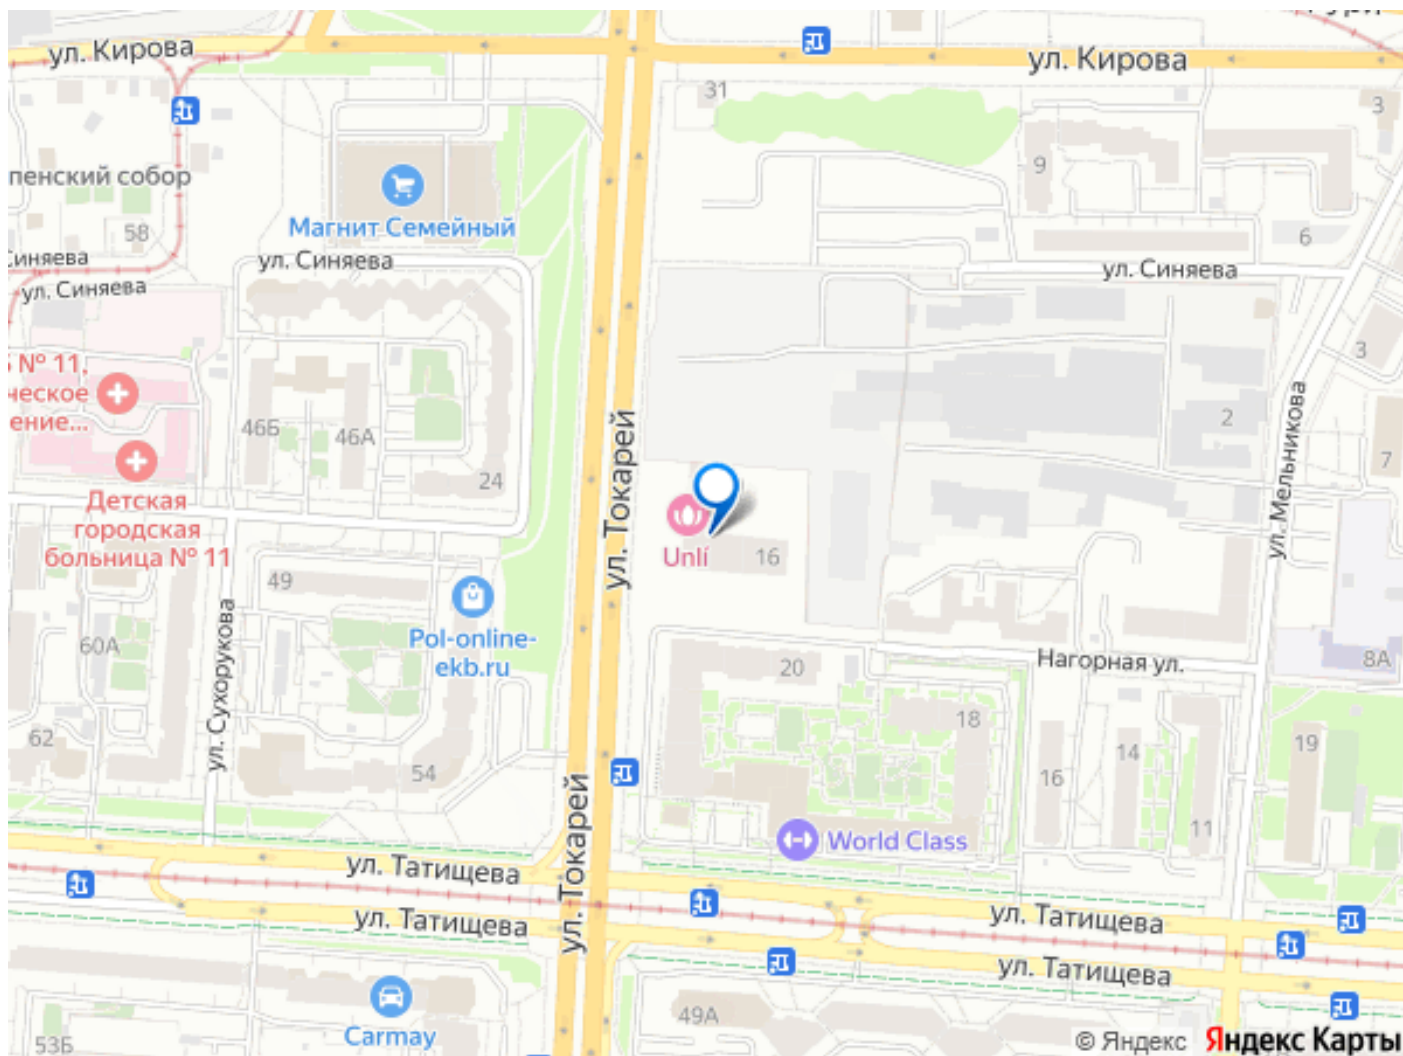 ул. Кирова
ул. Кирова
31
3
9
пенский собор
Магнит Семейный
58
6
Синяева
ул. Синяева
ул. Синяева
ул. Синяева
3
№ 11,
ческое
ение...
46Б
46А
24
2
7
ул. Токарей
ул. Мельникова
Детская
городская
больница № 11
Unlí
16
49
60А
Pol-online-
ekb.ru
ул. Сухорукова
20
Нагорная ул.
8А
18
62
54
16
14
11
19
ул. Токарей
World Class
ул. Татищева
ул. Татищева
ул. Татищева
ул. Татищева
53Б
Carmay
49А
© Яндекс Яндекс Карты